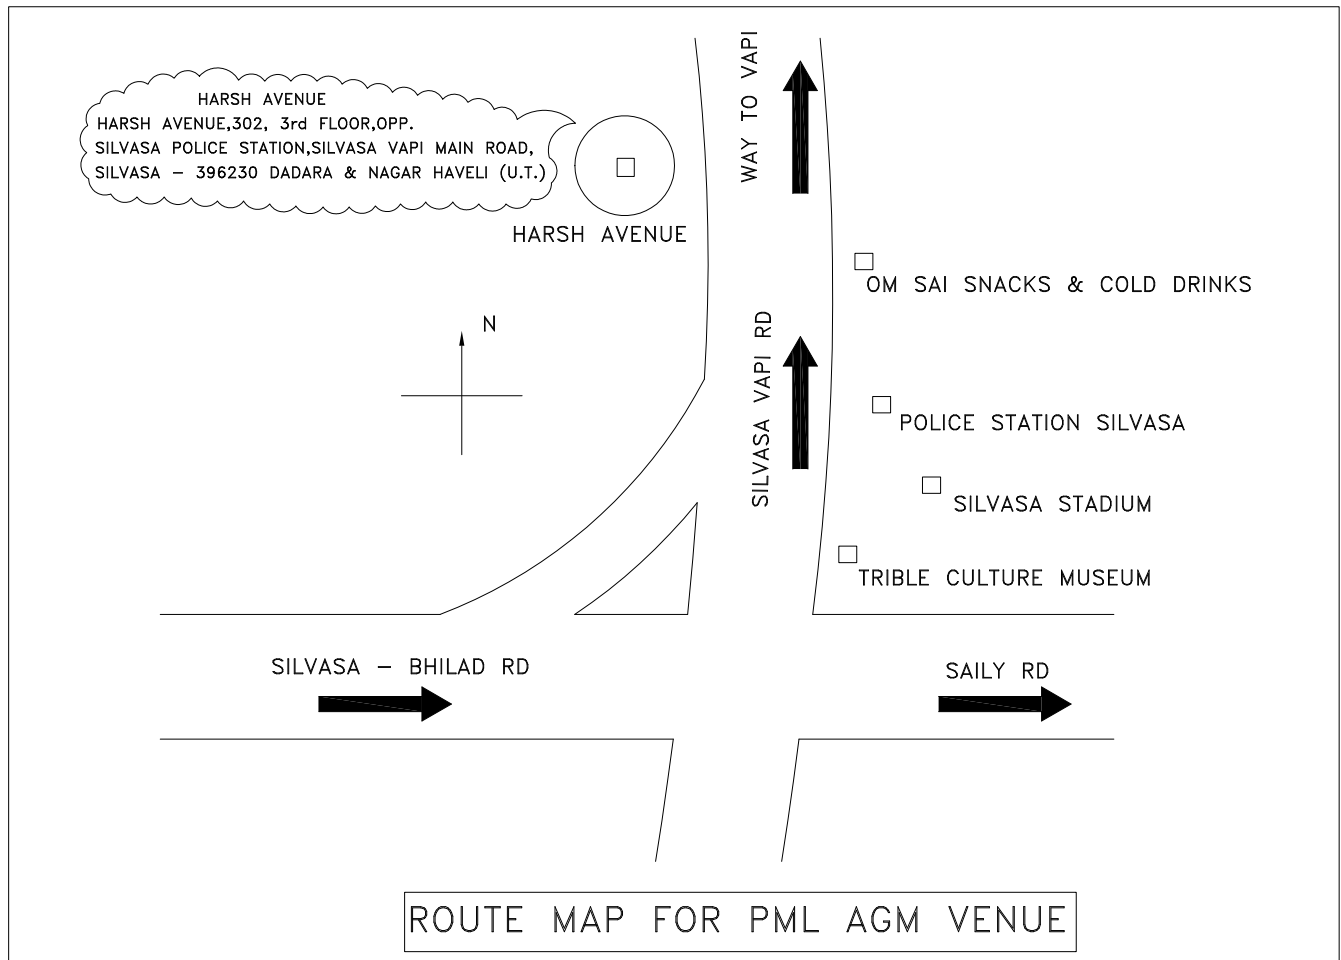 WAY TO VAPI
HARSH AVENUE
HARSH AVENUE,302, 3rd FLOOR,OPP.
SILVASA POLICE STATION,SILVASA VAPI MAIN ROAD,
SILVASA - 396230 DADARA & NAGAR HAVELI (U.T.)
HARSH AVENUE
OM SAI SNACKS & COLD DRINKS
N
SILVASA VAPI RD
POLICE STATION SILVASA
SILVASA STADIUM
TRIBLE CULTURE MUSEUM
SILVASA - BHILAD RD
SAILY RD
ROUTE MAP FOR PML AGM VENUE